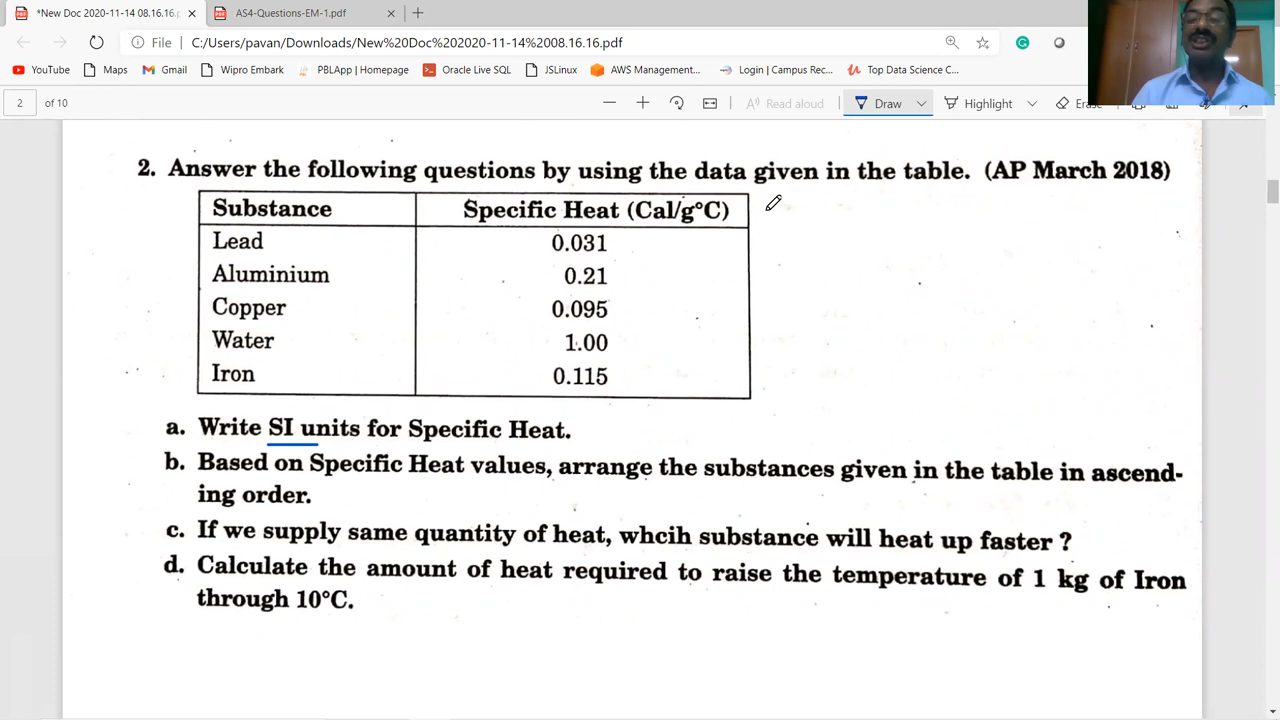 *New Doc 2020-11-14 08.16.16.p
AS4-Questions-EM-1.pdf
File C:/Users/pavan/Downloads/New%20Doc%202020-11-14%2008.16.16.pdf
YouTube Maps Gmail Wipro Embark PBLApp | Homepage Oracle Live SQL JSLinux AWS Management... Login | Campus Rec... Top Data Science C...
2 of 10 Read aloud Draw Highlight Erase
2. Answer the following questions by using the data given in the table. (AP March 2018)
Substance Specific Heat (Cal/g°C)
Lead 0.031
Aluminium 0.21
Copper 0.095
Water 1.00
Iron 0.115
a. Write SI units for Specific Heat.
b. Based on Specific Heat values, arrange the substances given in the table in ascend-
ing order.
c. If we supply same quantity of heat, whcih substance will heat up faster ?
d. Calculate the amount of heat required to raise the temperature of 1 kg of Iron
through 10°C.